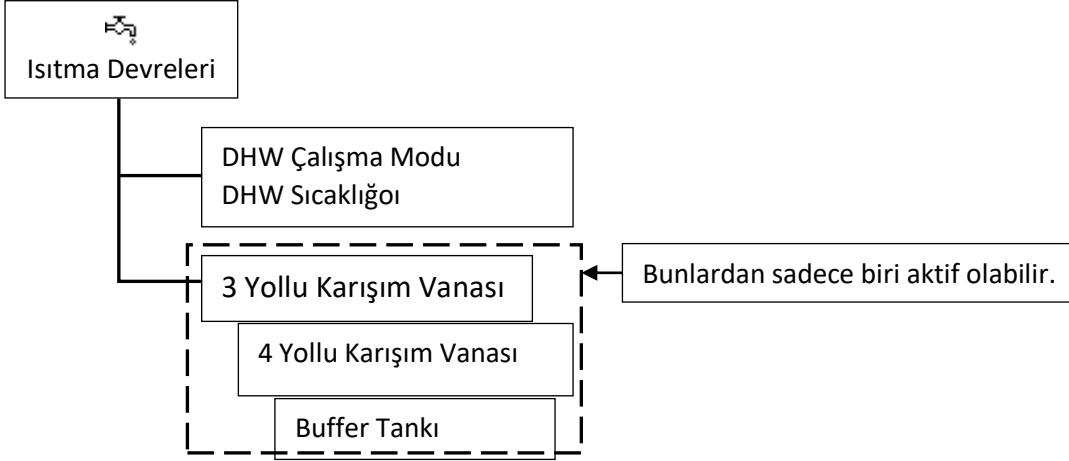 Isıtma Devreleri
DHW Çalışma Modu
DHW Sıcaklığoı
3 Yollu Karışım Vanası
Bunlardan sadece biri aktif olabilir.
4 Yollu Karışım Vanası
Buffer Tankı